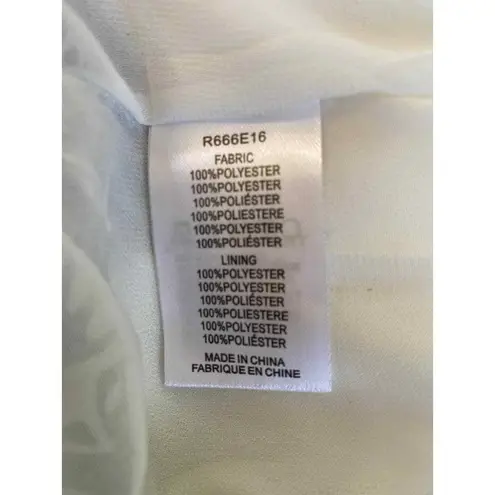 R666E16
FABRIC
100%POLYESTER
100%POLYESTER
100%POLIÉSTER
100%POLIESTERE
100%POLYESTER
100%POLIÉSTER
LINING
100%POLYESTER
100%POLYESTER
100%POLIÉSTER
100%POLIESTERE
100%POLYESTER
100%POLIÉSTER
MADE IN CHINA
FABRIQUE EN CHINE